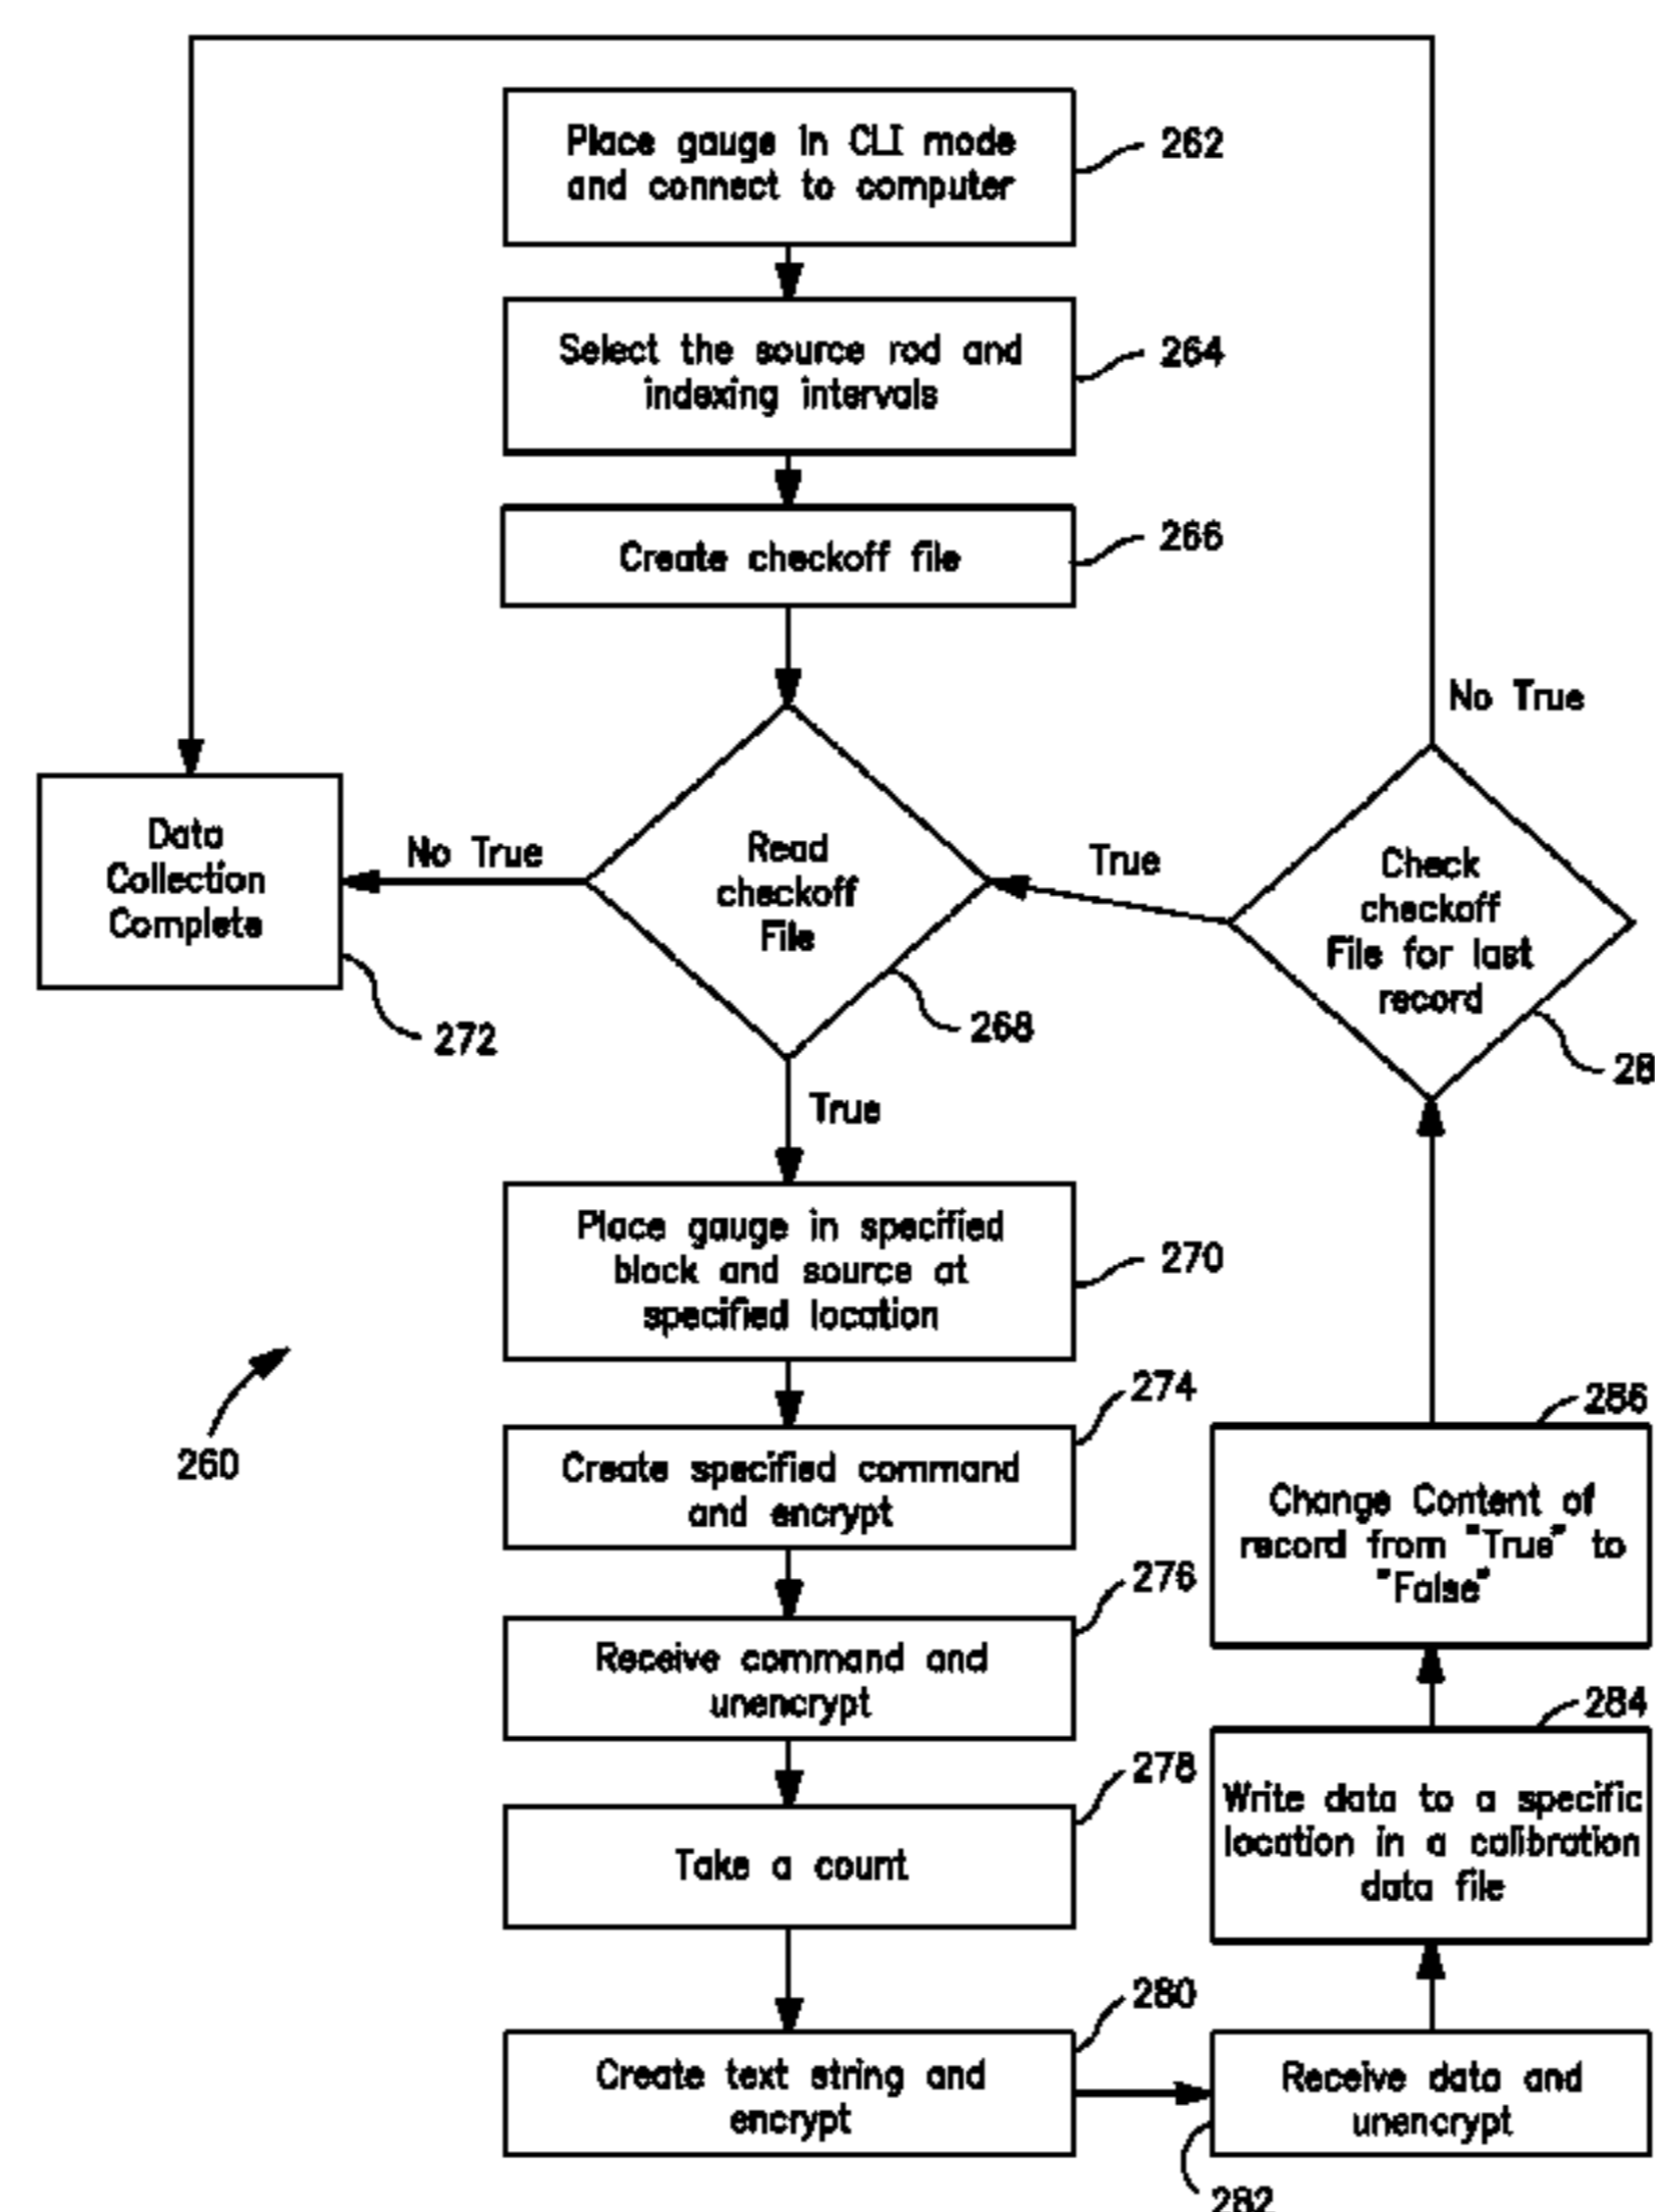 Place gauge in CLI mode
and connect to computer
262
Select the source rod and
indexing intervals
264
Create checkoff file
266
No True
Data
Collection
Complete
272
No True
Read
checkoff
File
268
True
Check
checkoff
File for last
record
28
True
Place gauge in specified
block and source at
specified location
270
260
Create specified command
and encrypt
274
Receive command and
unencrypt
276
Take a count
278
Create text string and
encrypt
280
Receive data and
unencrypt
282
Write data to a specific
location in a calibration
data file
284
Change Content of
record from "True" to
"False"
286